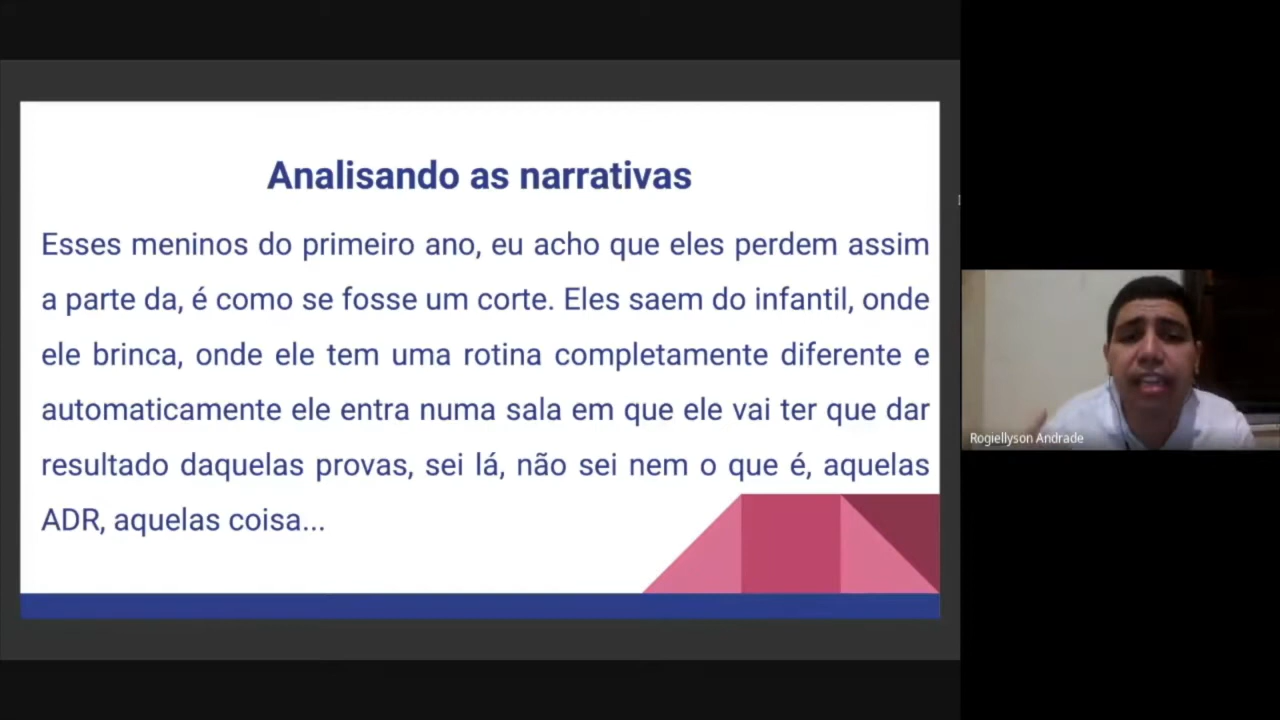 Analisando as narrativas
Esses meninos do primeiro ano, eu acho que eles perdem assim
a parte da, é como se fosse um corte. Eles saem do infantil, onde
ele brinca, onde ele tem uma rotina completamente diferente e
automaticamente ele entra numa sala em que ele vai ter que dar
resultado daquelas provas, sei lá, não sei nem o que é, aquelas
ADR, aquelas coisa...
Rogiellyson Andrade